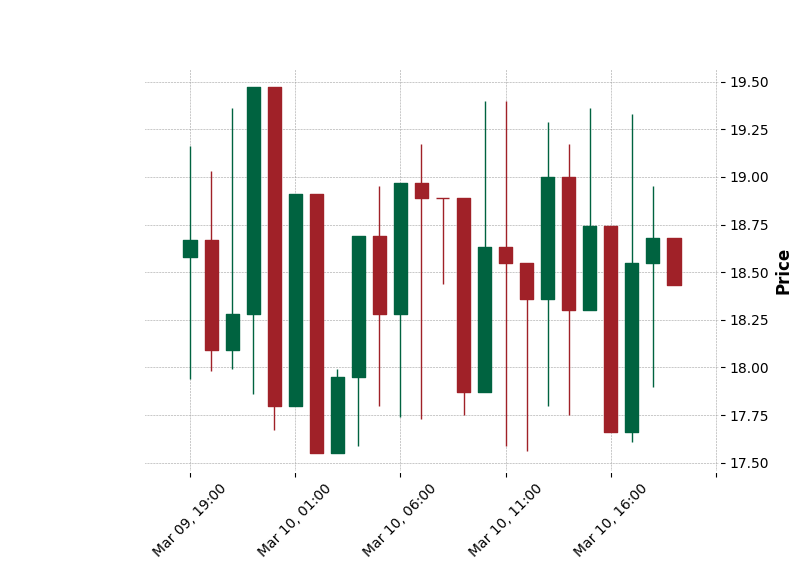 19.50
19.25
19.00
18.75
18.50
18.25
18.00
17.75
17.50
Price
Mar 09, 19:00
Mar 10, 01:00
Mar 10, 06:00
Mar 10, 11:00
Mar 10, 16:00